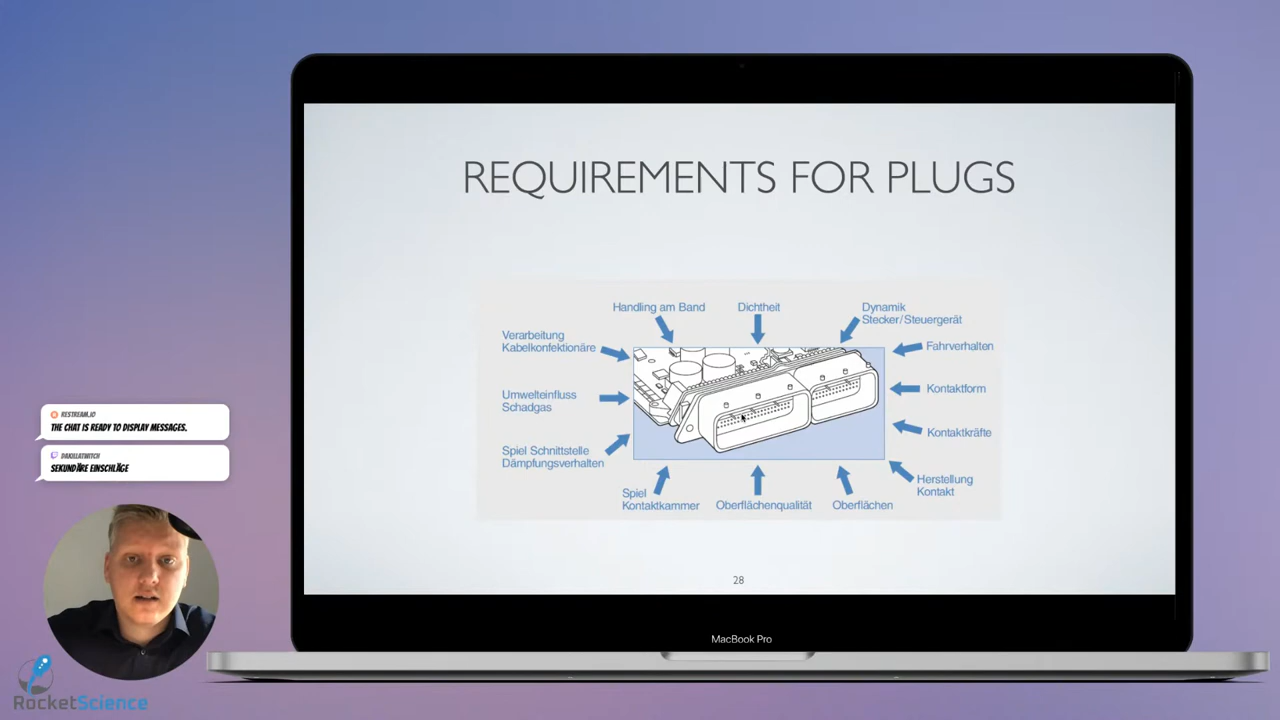 REQUIREMENTS FOR PLUGS
Handling am Band
Dichtheit
Dynamik
Stecker/Steuergerät
Verarbeitung
Kabelkonfektionäre
Fahrverhalten
Umwelteinfluss
Schadgas
Kontaktform
Spiel Schnittstelle
Dämpfungsverhalten
Kontaktkräfte
Spiel
Kontaktkammer
Oberflächenqualität
Oberflächen
Herstellung
Kontakt
28
MacBook Pro
RESTREAM.IO
THE CHAT IS READY TO DISPLAY MESSAGES.
DAKILLATWITCH
SEKUNDÄRE EINSCHLÄGE
RocketScience